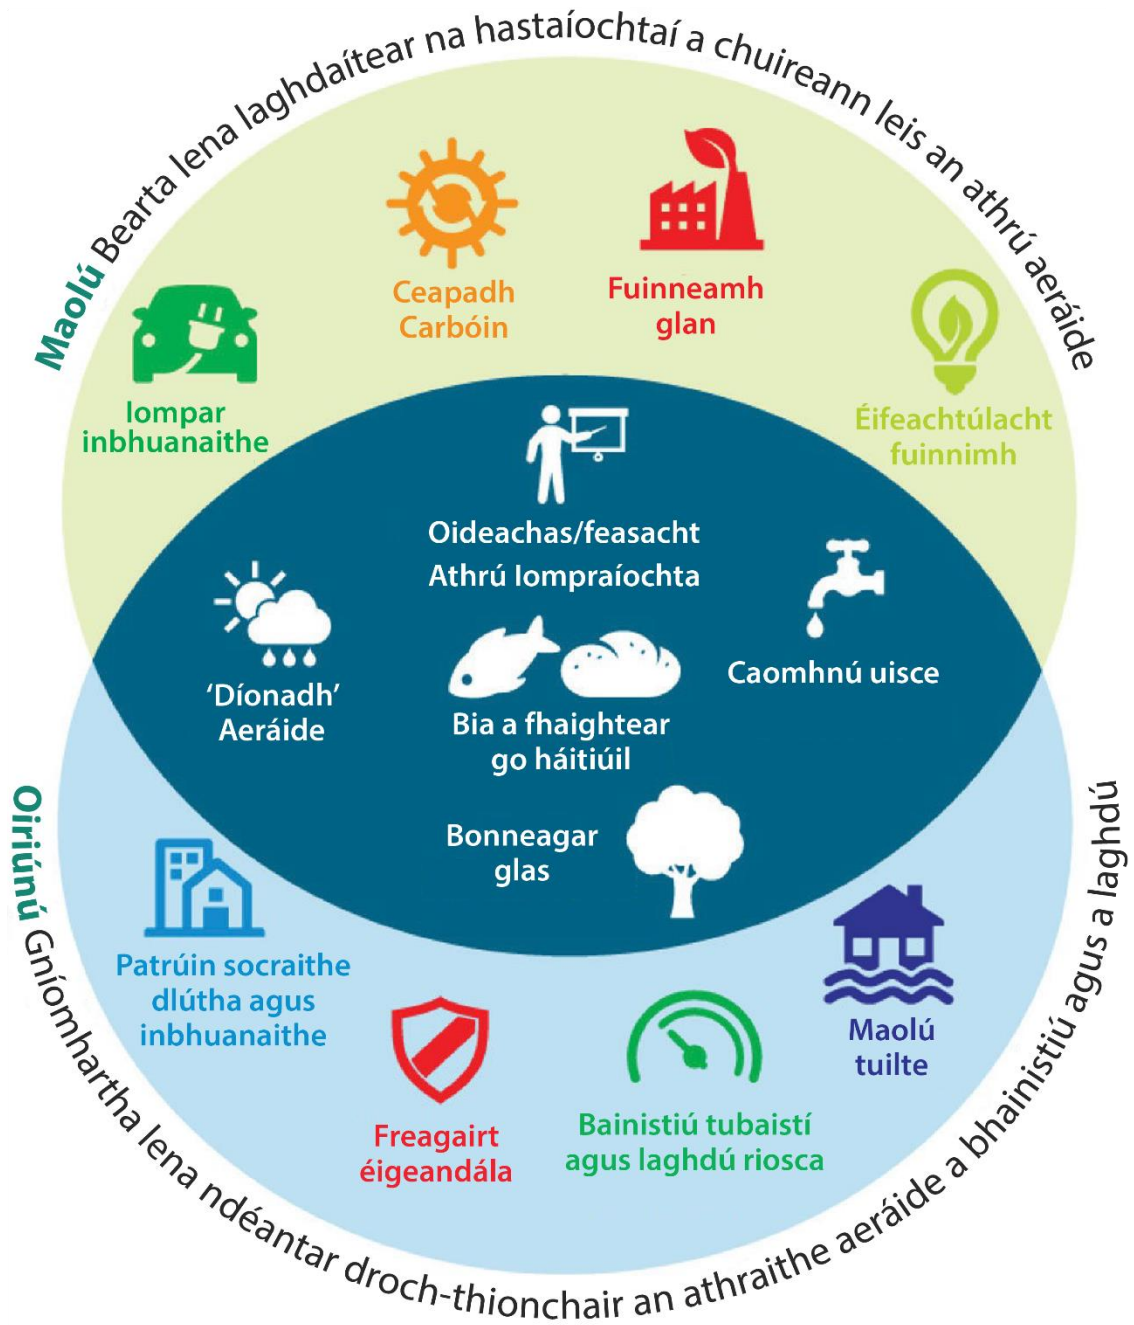 Maolú Bearta lena laghdaítear na hastaíochtaí a chuireann leis an athrú aeráide
Ceapadh
Carbóin
Fuinneamh
glan
Iompar
inbhuanaithe
Éifeachtúlacht
fuinnimh
Oideachas/feasacht
Athrú Iompraíochta
'Díonadh'
Aeráide
Bia a fhaightear
go háitiúil
Caomhnú uisce
Bonneagar
glas
Patrúin socraithe
dlútha agus
inbhuanaithe
Freagairt
éigeandála
Bainistiú tubaistí
agus laghdú riosca
Maolú
tuilte
Oiriúnú Gníomhartha lena ndéantar droch-thionchair an athraithe aeráide a bhainistiú agus a laghdú